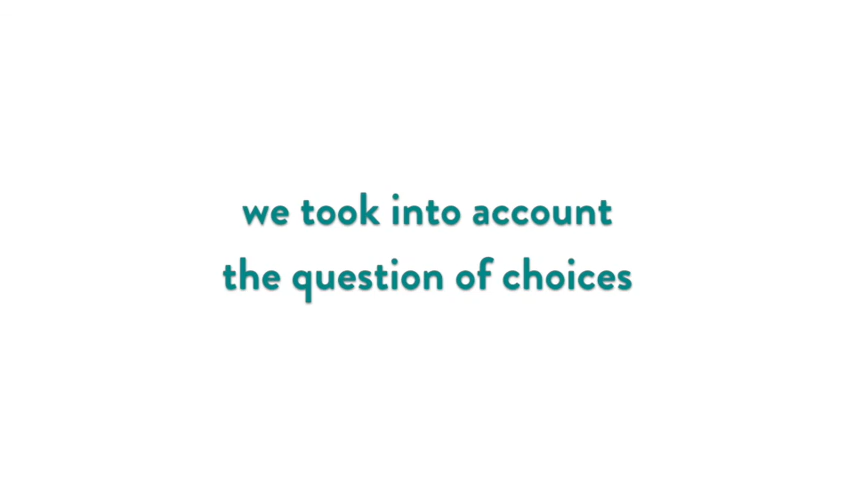 we took into account
the question of choices